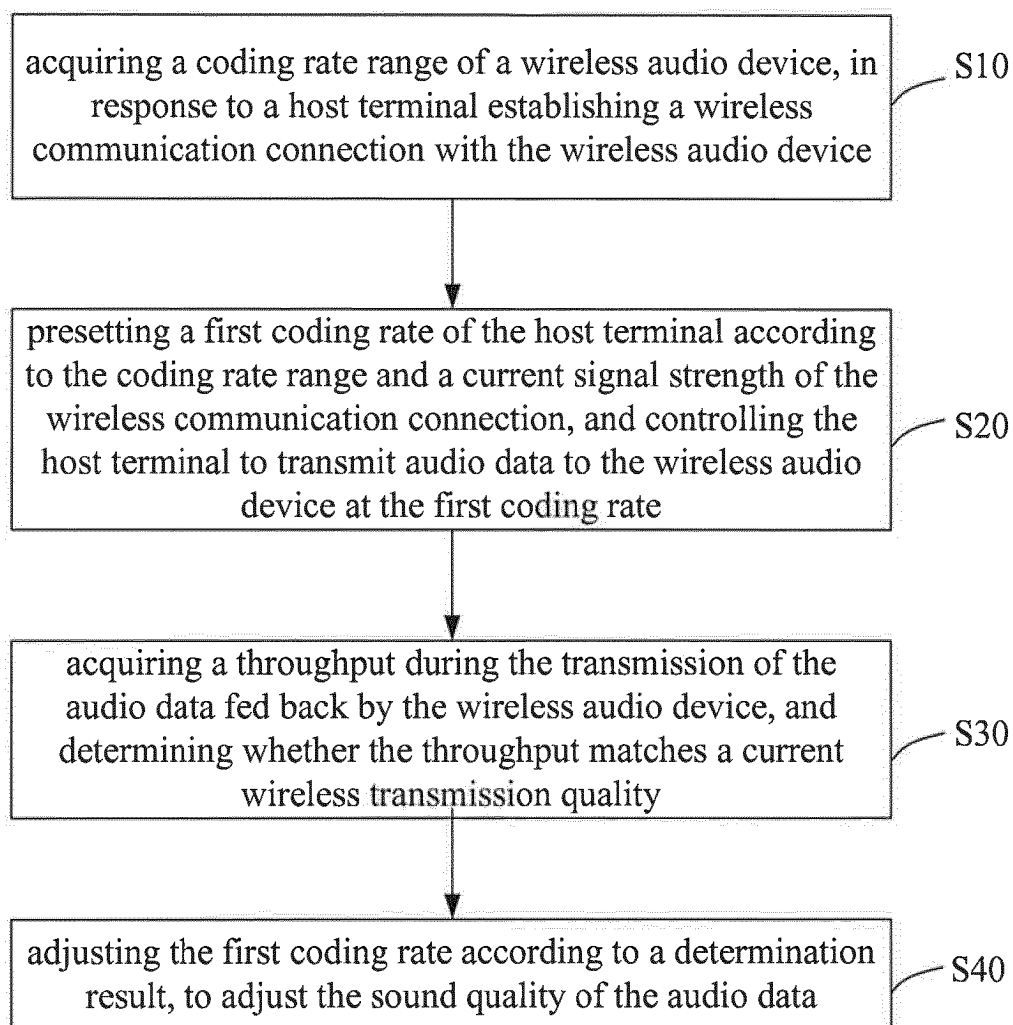 acquiring a coding rate range of a wireless audio device, in
response to a host terminal establishing a wireless
communication connection with the wireless audio device
S10
presetting a first coding rate of the host terminal according
to the coding rate range and a current signal strength of the
wireless communication connection, and controlling the
host terminal to transmit audio data to the wireless audio
device at the first coding rate
S20
acquiring a throughput during the transmission of the
audio data fed back by the wireless audio device, and
determining whether the throughput matches a current
wireless transmission quality
S30
adjusting the first coding rate according to a determination
result, to adjust the sound quality of the audio data
S40